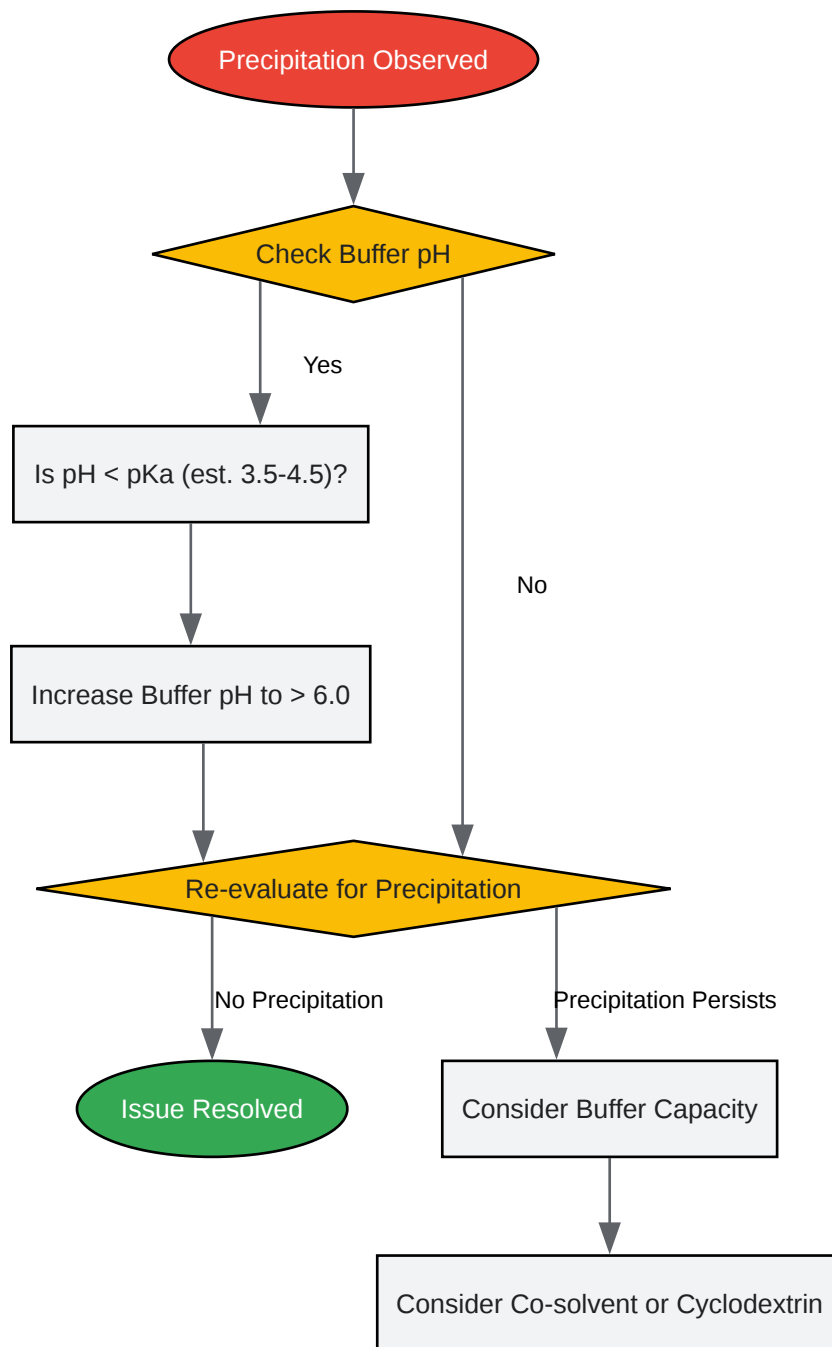 Precipitation Observed
Check Buffer pH
Yes
Is pH < pKa (est. 3.5-4.5)?
No
Increase Buffer pH to > 6.0
Re-evaluate for Precipitation
No Precipitation
Precipitation Persists
Issue Resolved
Consider Buffer Capacity
Consider Co-solvent or Cyclodextrin